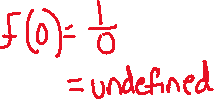 f(0) = 1/0
= undefined